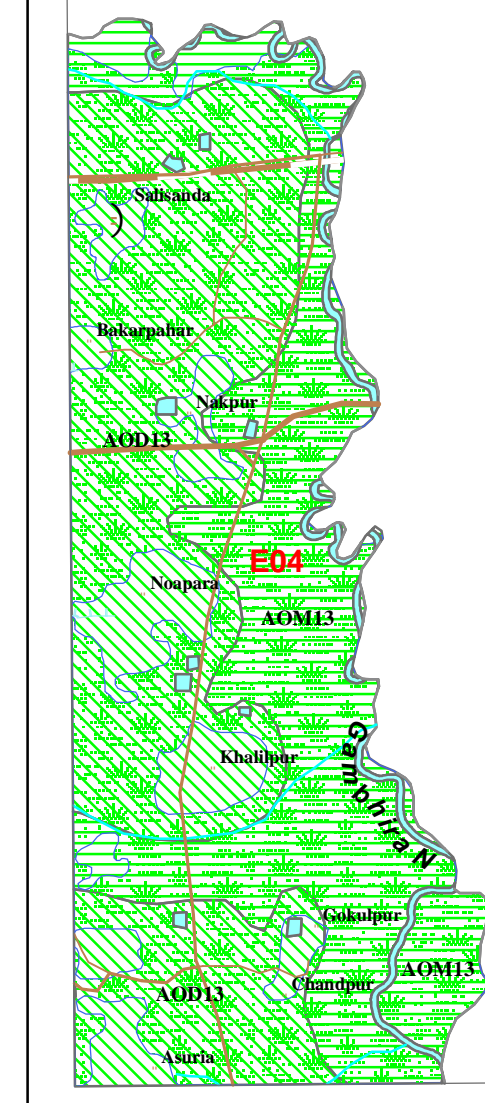 Salisanda
Bakarpahar
Nakpur
AOD13
E04
Noapara
AOM13
Gambhira N
Khalilpur
Gokulpur
AOM13
Chandpur
AOD13
Asuria